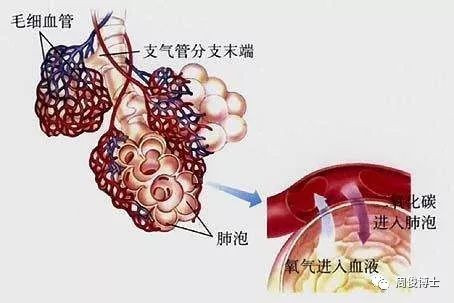 毛细血管
支气管分支末端
肺泡
二氧化碳
进入肺泡
氧气进入血液
周俊博士